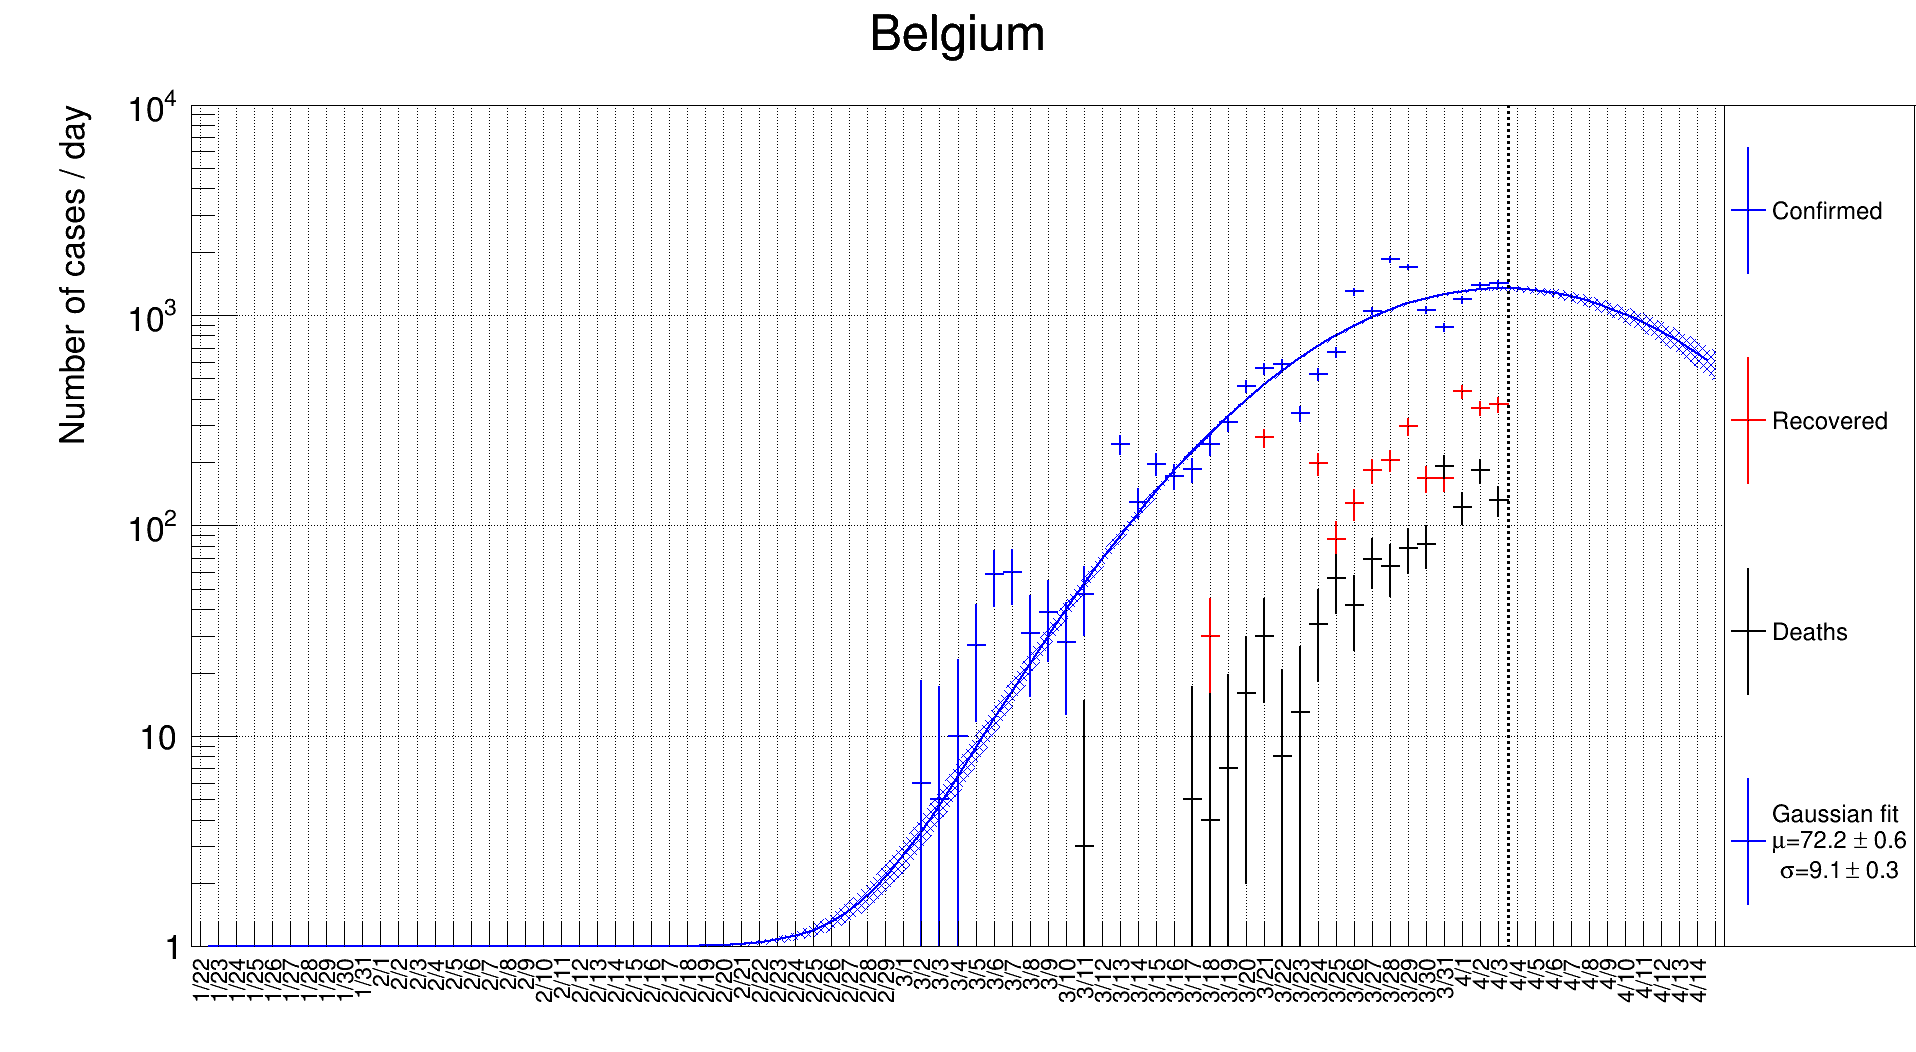 Belgium
Number of cases / day
10^4
10^3
10^2
10
1
1/22 1/23 1/24 1/25 1/26 1/27 1/28 1/29 1/30 1/31 2/1 2/2 2/3 2/4 2/5 2/6 2/7 2/8 2/9 2/10 2/11 2/12 2/13 2/14 2/15 2/16 2/17 2/18 2/19 2/20 2/21 2/22 2/23 2/24 2/25 2/26 2/27 2/28 2/29 3/1 3/2 3/3 3/4 3/5 3/6 3/7 3/8 3/9 3/10 3/11 3/12 3/13 3/14 3/15 3/16 3/17 3/18 3/19 3/20 3/21 3/22 3/23 3/24 3/25 3/26 3/27 3/28 3/29 3/30 3/31 4/1 4/2 4/3 4/4 4/5 4/6 4/7 4/8 4/9 4/10 4/11 4/12 4/13 4/14
Confirmed
Recovered
Deaths
Gaussian fit
μ=72.2 ± 0.6
σ=9.1 ± 0.3